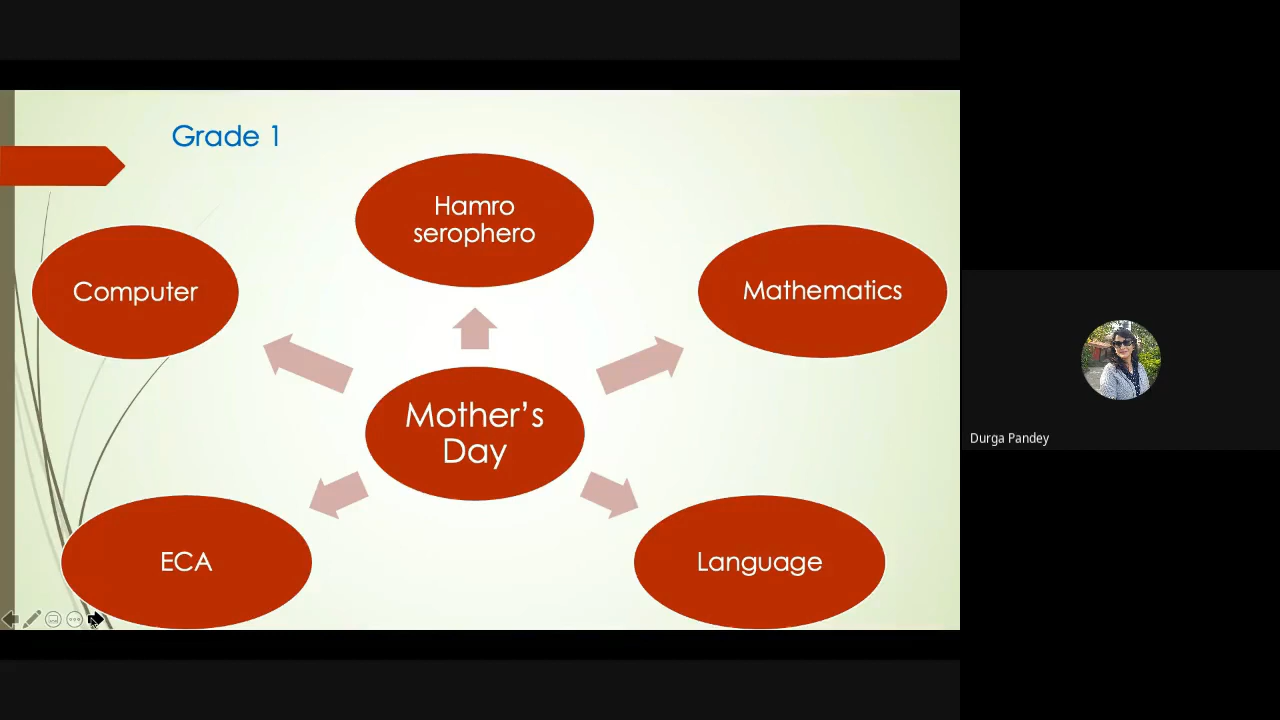 Grade 1
Hamro
serophero
Computer
Mathematics
Mother's
Day
ECA
Language
Durga Pandey